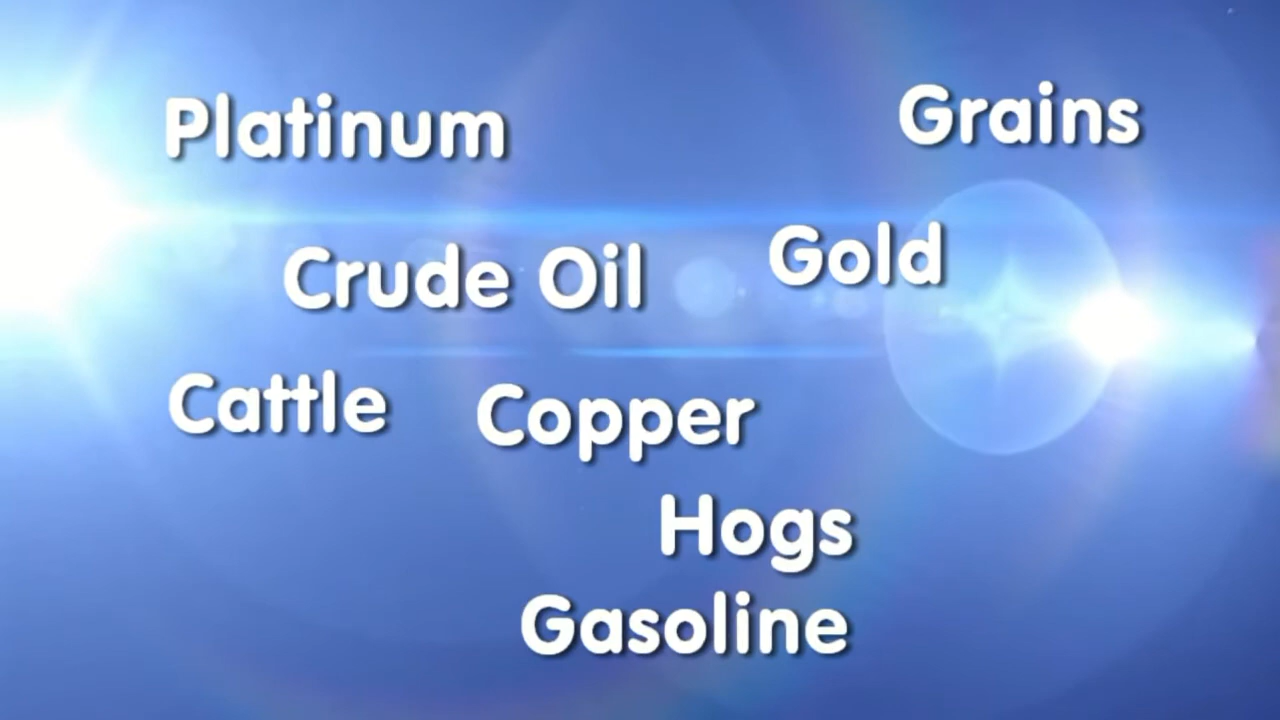 Platinum
Grains
Crude Oil
Gold
Cattle
Copper
Hogs
Gasoline